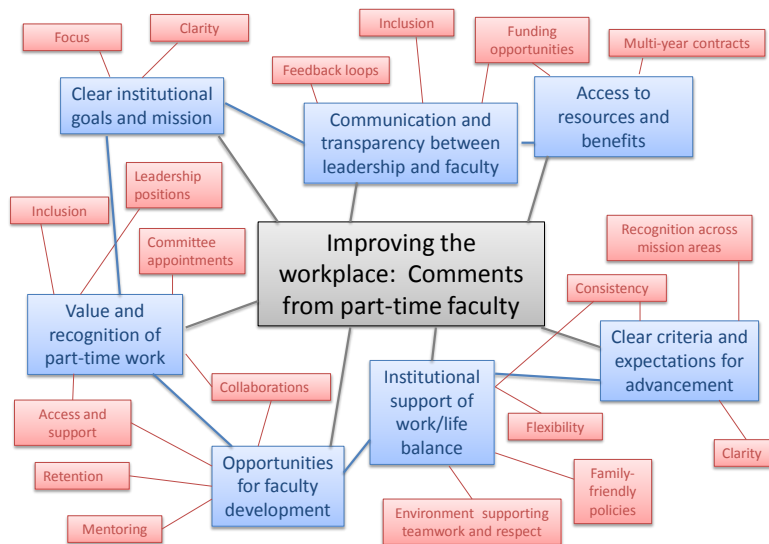 Focus
Clarity
Inclusion
Funding
opportunities
Multi-year contracts
Feedback loops
Clear institutional
goals and mission
Communication and
transparency between
leadership and faculty
Access to
resources and
benefits
Leadership
positions
Inclusion
Committee
appointments
Improving the
workplace:  Comments
from part-time faculty
Recognition across
mission areas
Consistency
Value and
recognition of
part-time work
Clear criteria and
expectations for
advancement
Institutional
support of
work/life
balance
Collaborations
Access and
support
Flexibility
Clarity
Retention
Opportunities
for faculty
development
Family-
friendly
policies
Mentoring
Environment  supporting
teamwork and respect